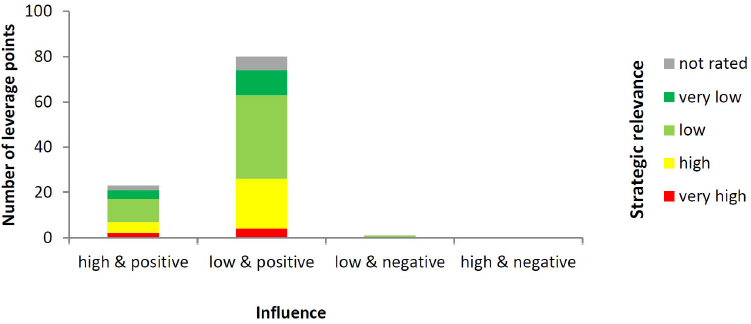 100
80
60
40
20
0
Number of leverage points
high & positive
low & positive
low & negative
high & negative
Influence
Strategic relevance
not rated
very low
low
high
very high